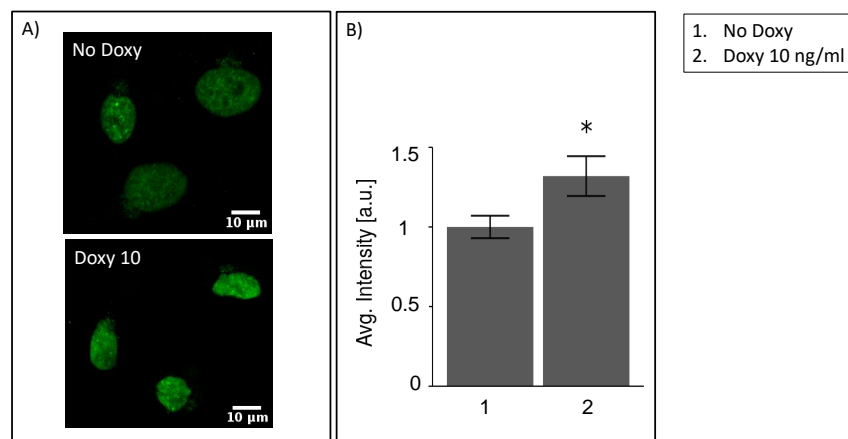 A)
No Doxy
10 μm
Doxy 10
10 μm
B)
*
1.5
1
0.5
0
Avg. Intensity [a.u.]
1 2
1. No Doxy
2. Doxy 10 ng/ml